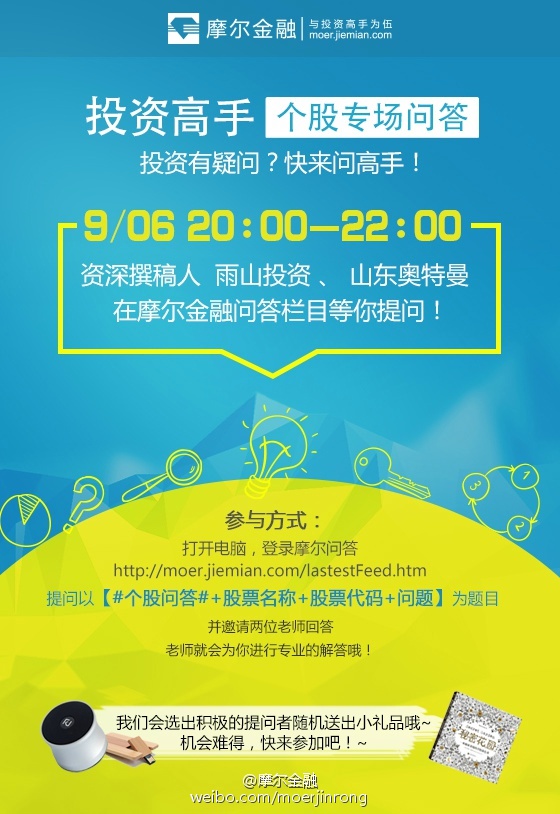 摩尔金融 与投资高手为伍
moer.jiemian.com
投资高手 个股专场问答
投资有疑问？快来问高手！
9/06 20:00—22:00
资深撰稿人 雨山投资 、 山东奥特曼
在摩尔金融问答栏目等你提问！
1
3
2
参与方式：
打开电脑，登录摩尔问答
http://moer.jiemian.com/lastestFeed.htm
提问以【#个股问答#+股票名称+股票代码+问题】为题目
并邀请两位老师回答
老师就会为你进行专业的解答哦！
我们会选出积极的提问者随机送出小礼品哦~
机会难得，快来参加吧！~
秘密花园
@摩尔金融
weibo.com/moerjinrong